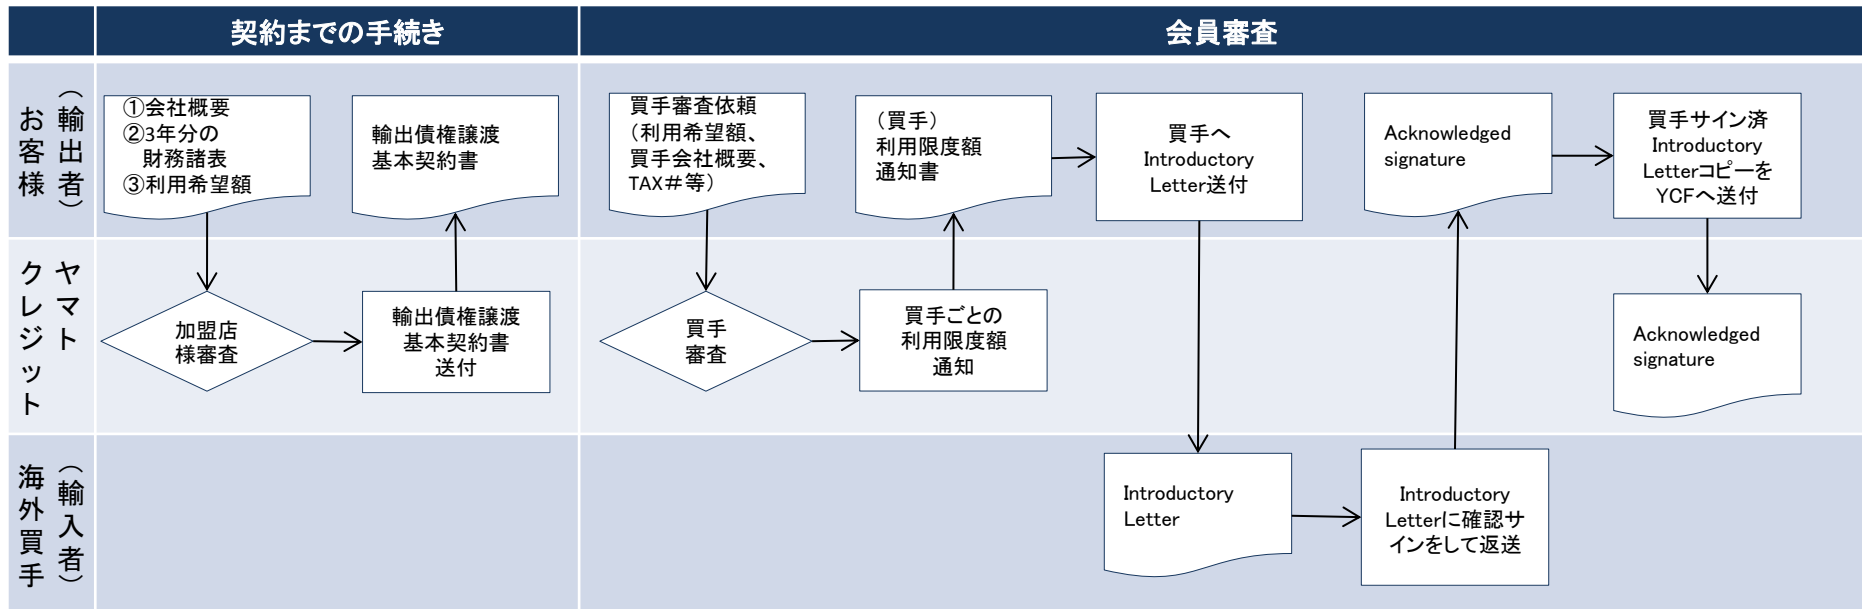 契約までの手続き
会員審査
お客様
（輸出者）
①会社概要
②3年分の
財務諸表
③利用希望額
輸出債権譲渡
基本契約書
買手審査依頼
（利用希望額、
買手会社概要、
TAX＃等）
（買手）
利用限度額
通知書
買手へ
Introductory
Letter送付
Acknowledged
signature
買手サイン済
Introductory
Letterコピーを
YCFへ送付
ヤマト
クレジット
加盟店
様審査
輸出債権譲渡
基本契約書
送付
買手
審査
買手ごとの
利用限度額
通知
Acknowledged
signature
海外買手
（輸入者）
Introductory
Letter
Introductory
Letterに確認サ
インをして返送